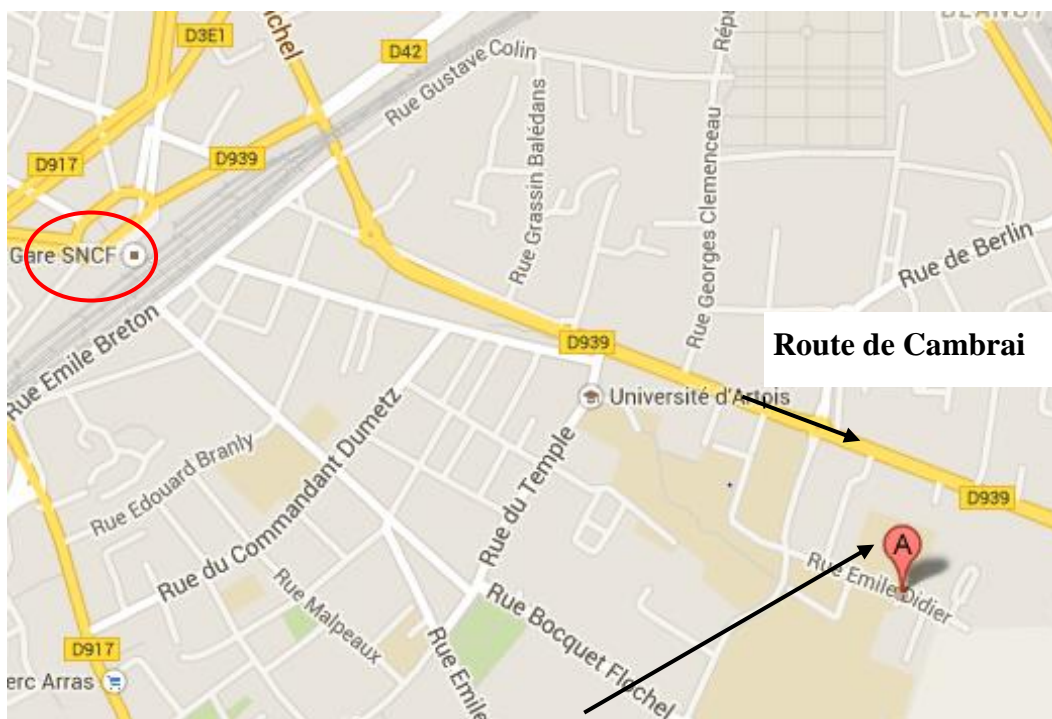 D3E1
D42
Rue Gustave Colin
D917
D939
Rue Grassin Balédans
Rue Georges Clemenceau
Gare SNCF
Rue de Berlin
Rue Emile Breton
D939
Route de Cambrai
Université d'Artois
Rue Edouard Branly
Rue du Commandant Dumetz
Rue du Temple
D939
A
Rue Emile Didier
Rue Malpeaux
Rue Bocquet Flochel
Rue Emile
D917
erc Arras